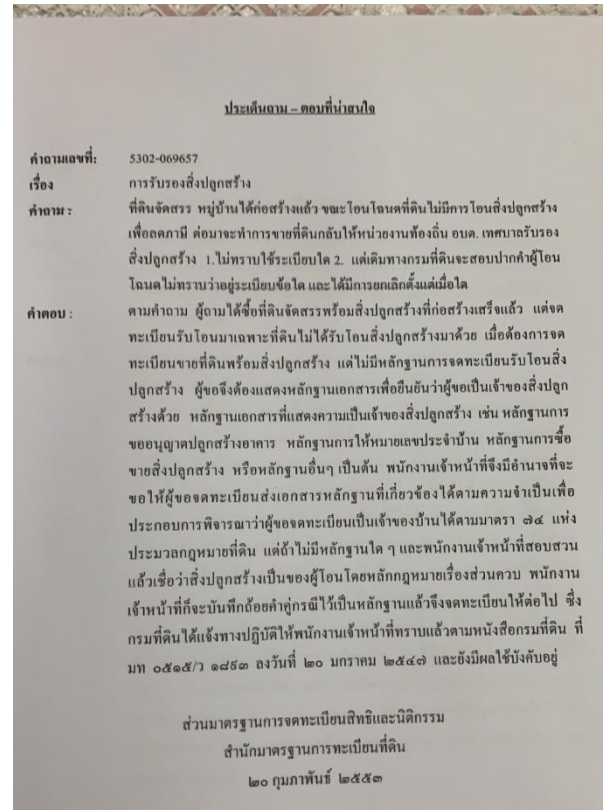 ประเด็นถาม – ตอบที่น่าสนใจ
คำถามเลขที่: 5302-069657
เรื่อง การรับรองสิ่งปลูกสร้าง
คำถาม : ที่ดินจัดสรร หมู่บ้านได้ก่อสร้างแล้ว ขณะโอนโฉนดที่ดินไม่มีการโอนสิ่งปลูกสร้าง
เพื่อลดภาษี ต่อมาจะทำการขายที่ดินกลับให้หน่วยงานท้องถิ่น อบต. เทศบาลรับรอง
สิ่งปลูกสร้าง 1.ไม่ทราบใช้ระเบียบใด 2. แต่เดิมทางกรมที่ดินจะสอบปากคำผู้โอน
โฉนดไม่ทราบว่าอยู่ระเบียบข้อใด และได้มีการยกเลิกตั้งแต่เมื่อใด
คำตอบ : ตามคำถาม ผู้ถามได้ซื้อที่ดินจัดสรรพร้อมสิ่งปลูกสร้างที่ก่อสร้างเสร็จแล้ว แต่จด
ทะเบียนรับโอนมาเฉพาะที่ดินไม่ได้รับโอนสิ่งปลูกสร้างมาด้วย เมื่อต้องการจด
ทะเบียนขายที่ดินพร้อมสิ่งปลูกสร้าง แต่ไม่มีหลักฐานการจดทะเบียนรับโอนสิ่ง
ปลูกสร้าง ผู้ขอจึงต้องแสดงหลักฐานเอกสารเพื่อยืนยันว่าผู้ขอเป็นเจ้าของสิ่งปลูก
สร้างด้วย หลักฐานเอกสารที่แสดงความเป็นเจ้าของสิ่งปลูกสร้าง เช่น หลักฐานการ
ขออนุญาตปลูกสร้างอาคาร หลักฐานการให้หมายเลขประจำบ้าน หลักฐานการซื้อ
ขายสิ่งปลูกสร้าง หรือหลักฐานอื่นๆ เป็นต้น พนักงานเจ้าหน้าที่จึงมีอำนาจที่จะ
ขอให้ผู้ขอจดทะเบียนส่งเอกสารหลักฐานที่เกี่ยวข้องได้ตามความจำเป็นเพื่อ
ประกอบการพิจารณาว่าผู้ขอจดทะเบียนเป็นเจ้าของบ้านได้ตามมาตรา ๗๔ แห่ง
ประมวลกฎหมายที่ดิน แต่ถ้าไม่มีหลักฐานใด ๆ และพนักงานเจ้าหน้าที่สอบสวน
แล้วเชื่อว่าสิ่งปลูกสร้างเป็นของผู้โอนโดยหลักกฎหมายเรื่องส่วนควบ พนักงาน
เจ้าหน้าที่ก็จะบันทึกถ้อยคำคู่กรณีไว้เป็นหลักฐานแล้วจึงจดทะเบียนให้ต่อไป ซึ่ง
กรมที่ดินได้แจ้งทางปฏิบัติให้พนักงานเจ้าหน้าที่ทราบแล้วตามหนังสือกรมที่ดิน ที่
มท ๐๕๑๕/ว ๑๘๙๓ ลงวันที่ ๒๐ มกราคม ๒๕๔๗ และยังมีผลใช้บังคับอยู่
ส่วนมาตรฐานการจดทะเบียนสิทธิและนิติกรรม
สำนักมาตรฐานการทะเบียนที่ดิน
๒๐ กุมภาพันธ์ ๒๕๕๓